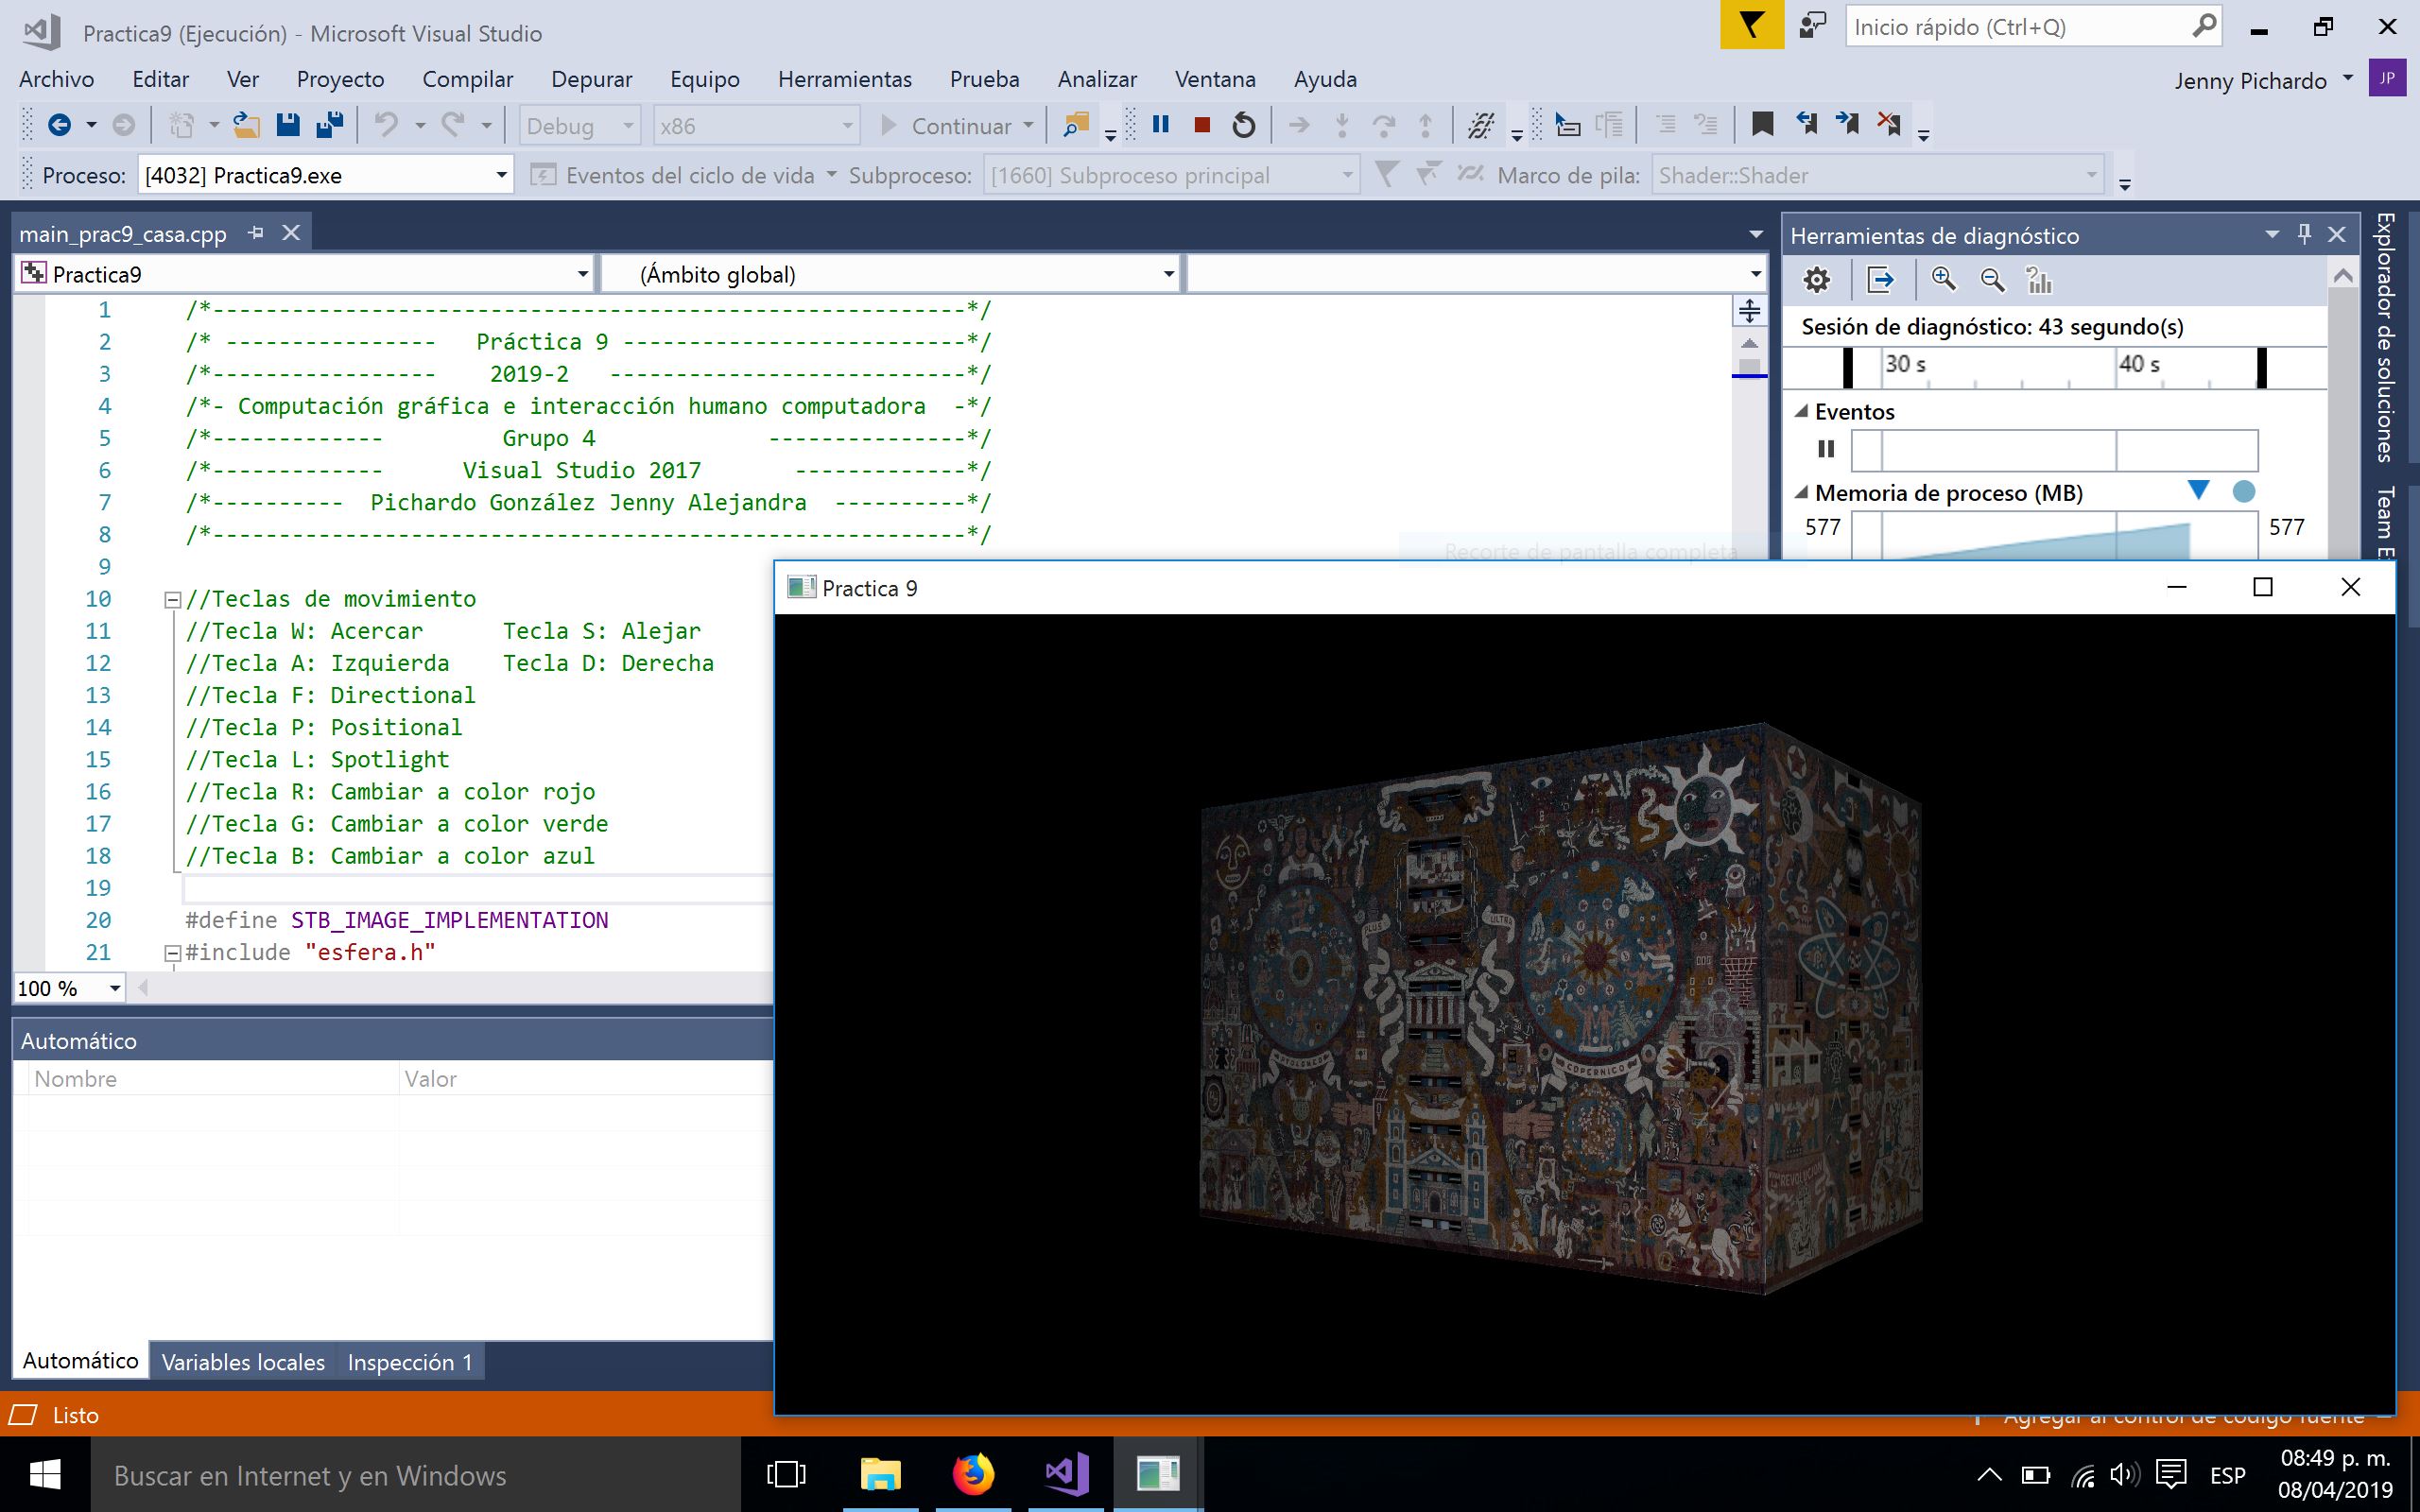 Practica9 (Ejecución) - Microsoft Visual Studio
Inicio rápido (Ctrl+Q)
Archivo Editar Ver Proyecto Compilar Depurar Equipo Herramientas Prueba Analizar Ventana Ayuda
Jenny Pichardo JP
Debug x86 Continuar
Proceso: [4032] Practica9.exe Eventos del ciclo de vida Subproceso: [1660] Subproceso principal Marco de pila: Shader::Shader
main_prac9_casa.cpp
Practica9 (Ámbito global)
1 /*---------------------------------------------------------*/
2 /* ---------------- Práctica 9 --------------------------*/
3 /*----------------- 2019-2 ---------------------------*/
4 /*- Computación gráfica e interacción humano computadora -*/
5 /*------------- Grupo 4 ---------------*/
6 /*------------- Visual Studio 2017 -------------*/
7 /*---------- Pichardo González Jenny Alejandra ----------*/
8 /*---------------------------------------------------------*/
9
10 //Teclas de movimiento
11 //Tecla W: Acercar Tecla S: Alejar
12 //Tecla A: Izquierda Tecla D: Derecha
13 //Tecla F: Directional
14 //Tecla P: Positional
15 //Tecla L: Spotlight
16 //Tecla R: Cambiar a color rojo
17 //Tecla G: Cambiar a color verde
18 //Tecla B: Cambiar a color azul
19
20 #define STB_IMAGE_IMPLEMENTATION
21 #include "esfera.h"
100 %
Herramientas de diagnóstico
Sesión de diagnóstico: 43 segundo(s)
30 s 40 s
Eventos
Memoria de proceso (MB)
577 577
Explorador de soluciones
Team E
Recorte de pantalla completa
Practica 9
PLUS
ULTRA
PTOLOMEO
COPERNICO
REVOLUCION
Automático
Nombre Valor
Automático Variables locales Inspección 1
Listo
Agregar al control de código fuente
Buscar en Internet y en Windows
ESP
08:49 p. m.
08/04/2019